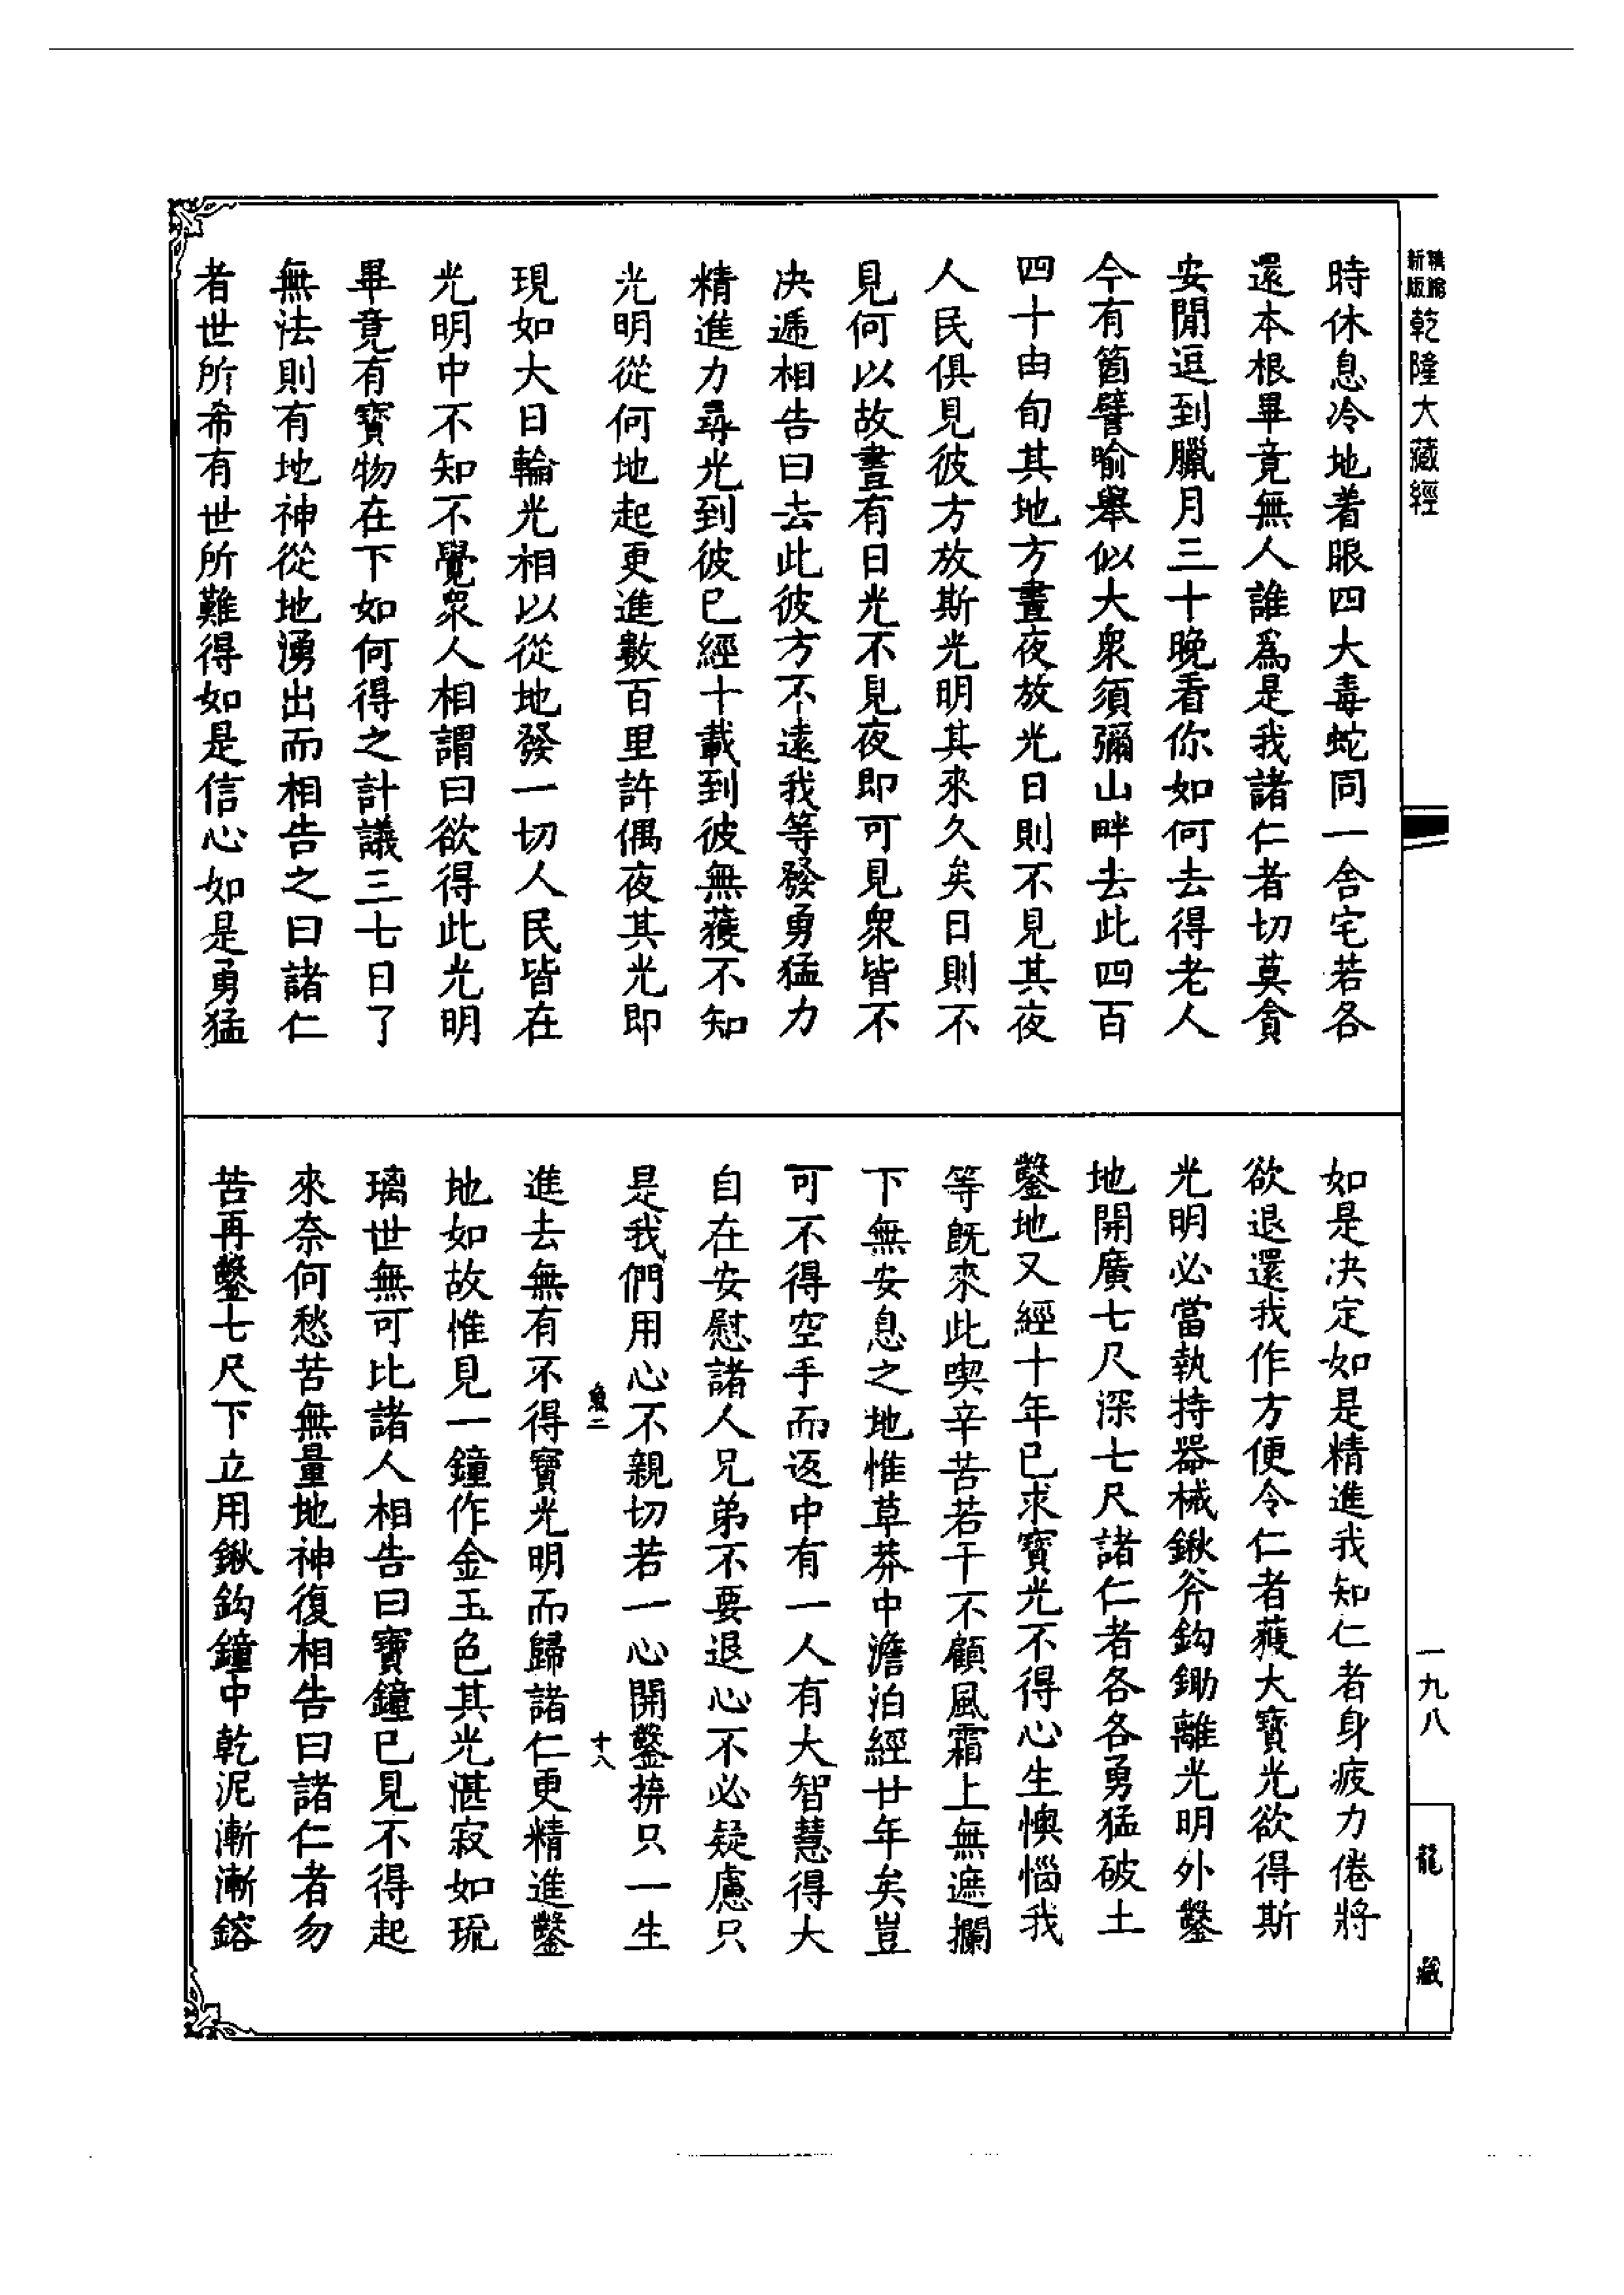 乾隆大藏經
時休息冷地着眼四大毒蛇同一舍宅若各
還本根畢竟無人誰爲是我諸仁者切莫貪
安閒逗到臘月三十晚看你如何去得老人
今有箇譬喻舉似大衆須彌山畔去此四百
四十由旬其地方晝夜放光日則不見其夜
人民俱見彼方放斯光明其來久矣日則不
見何以故晝有日光不見夜即可見衆皆不
决遞相告曰去此彼方不遠我等發勇猛力
精進力尋光到彼已經十載到彼無獲不知
光明從何地起更進數百里許偶夜其光即
現如大日輪光相以從地發一切人民皆在
光明中不知不覺衆人相謂曰欲得此光明
畢竟有寶物在下如何得之計議三七日了
無法則有地神從地湧出而相告之曰諸仁
者世所希有世所難得如是信心如是勇猛
如是决定如是精進我知仁者身疲力倦將
欲退還我作方便令仁者獲大寶光欲得斯
光明必當執持器械鍬斧鈎鋤離光明外鑿
地開廣七尺深七尺諸仁者各各勇猛破土
鑿地又經十年已求寶光不得心生懊惱我
等既來此喫辛苦若干不顧風霜上無遮攔
下無安息之地惟草莽中澹泊經廿年矣豈
可不得空手而返中有一人有大智慧得大
自在安慰諸人兄弟不要退心不必疑慮只
是我們用心不親切若一心開鑿捹只一生
十八
進去無有不得寶光明而歸諸仁更精進鑿
地如故惟見一鐘作金玉色其光湛寂如琉
璃世無可比諸人相告曰寶鐘已見不得起
來奈何愁苦無量地神復相告曰諸仁者勿
苦再鑿七尺下立用鍬鈎鐘中乾泥漸漸鎔
一九八
龍藏